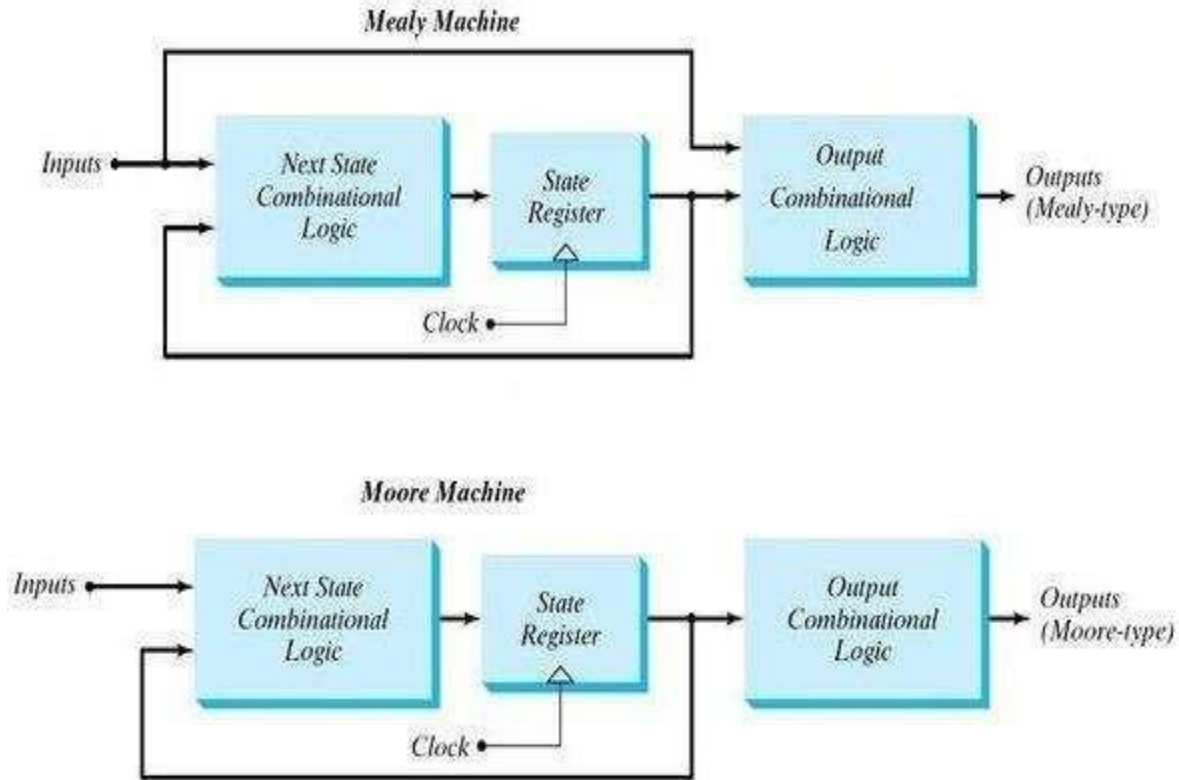 Mealy Machine
Inputs
Next State
Combinational
Logic
State
Register
Output
Combinational
Logic
Outputs
(Mealy-type)
Clock
Moore Machine
Inputs
Next State
Combinational
Logic
State
Register
Output
Combinational
Logic
Outputs
(Moore-type)
Clock